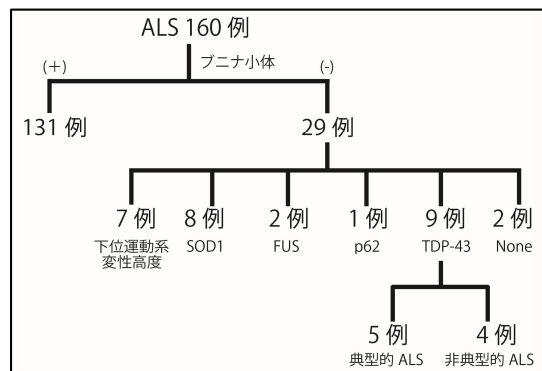 ALS 160 例
(+)
ブニナ小体
(-)
131 例
29 例
7 例
8 例
2 例
1 例
9 例
2 例
下位運動系
変性高度
SOD1
FUS
p62
TDP-43
None
5 例
4 例
典型的 ALS
非典型的 ALS